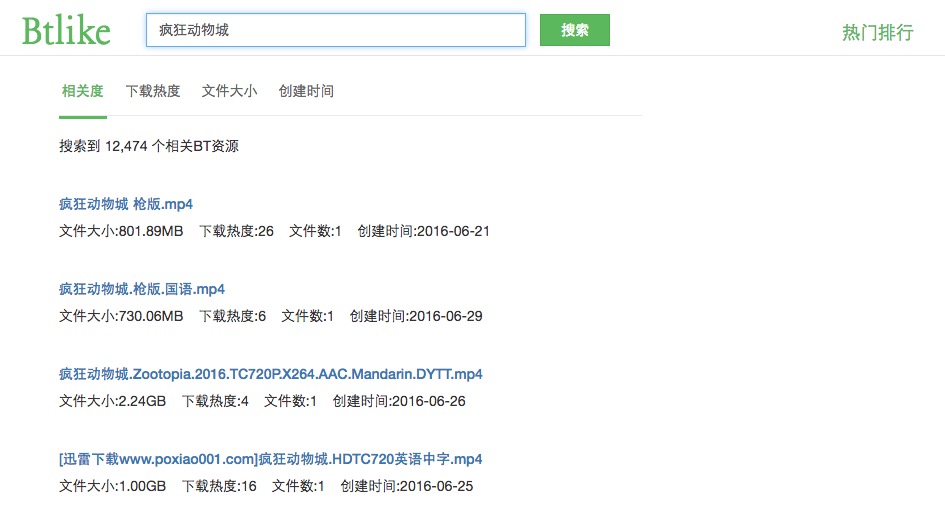 Btlike 疯狂动物城 搜索 热门排行
相关度 下载热度 文件大小 创建时间
搜索到 12,474 个相关BT资源
疯狂动物城 枪版.mp4
文件大小:801.89MB 下载热度:26 文件数:1 创建时间:2016-06-21
疯狂动物城.枪版.国语.mp4
文件大小:730.06MB 下载热度:6 文件数:1 创建时间:2016-06-29
疯狂动物城.Zootopia.2016.TC720P.X264.AAC.Mandarin.DYTT.mp4
文件大小:2.24GB 下载热度:4 文件数:1 创建时间:2016-06-26
[迅雷下载www.poxiao001.com]疯狂动物城.HDTC720英语中字.mp4
文件大小:1.00GB 下载热度:16 文件数:1 创建时间:2016-06-25